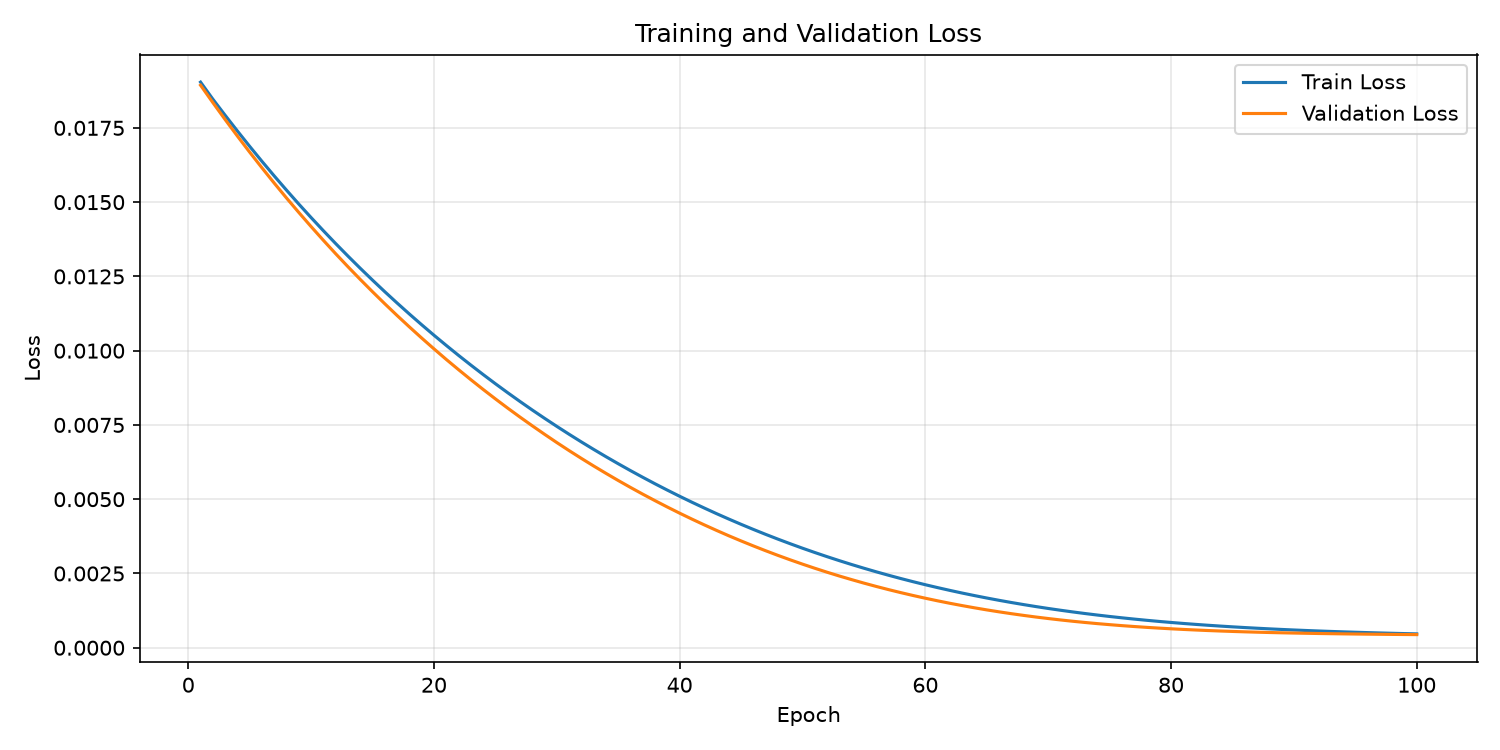 Training and Validation Loss
Train Loss
Validation Loss
0.0175
0.0150
0.0125
0.0100
0.0075
0.0050
0.0025
0.0000
Loss
0 20 40 60 80 100
Epoch